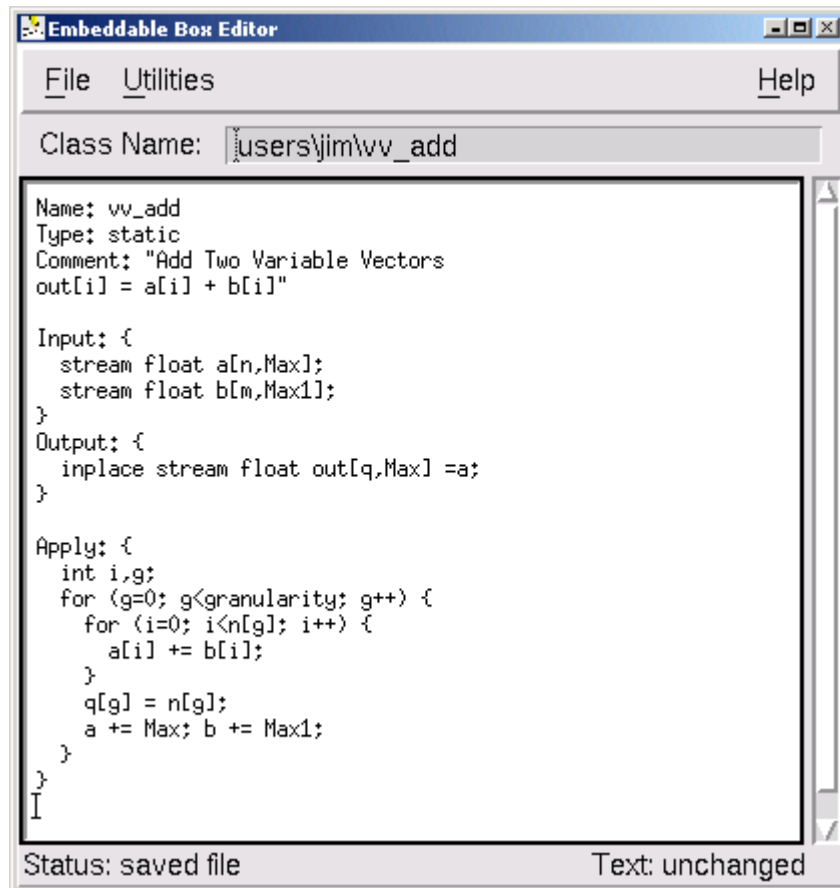 Embeddable Box Editor
File Utilities Help
Class Name: users\jim\vv_add
Name: vv_add
Type: static
Comment: "Add Two Variable Vectors
out[i] = a[i] + b[i]"
Input: {
  stream float a[n,Max];
  stream float b[m,Max1];
}
Output: {
  inplace stream float out[q,Max] =a;
}
Apply: {
  int i,g;
  for (g=0; g<granularity; g++) {
    for (i=0; i<n[g]; i++) {
      a[i] += b[i];
    }
    q[g] = n[g];
    a += Max; b += Max1;
  }
}
Status: saved file Text: unchanged